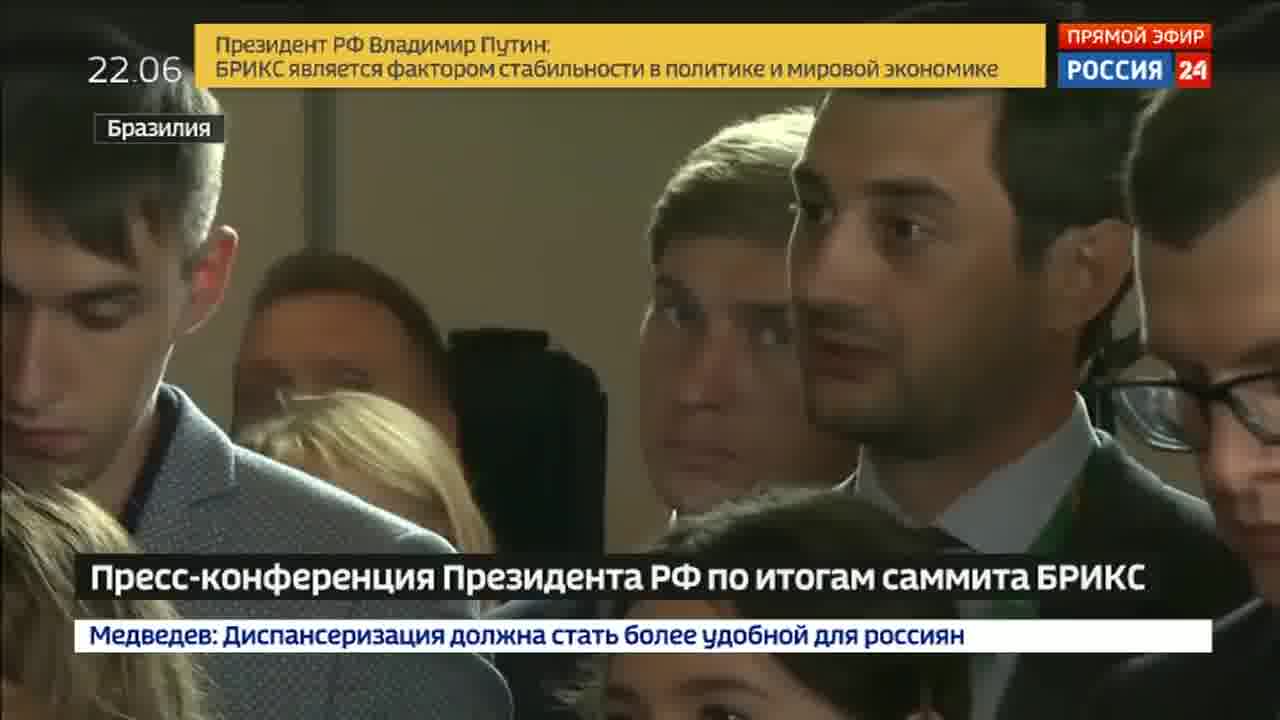 22.06
Президент РФ Владимир Путин:
БРИКС является фактором стабильности в политике и мировой экономике
ПРЯМОЙ ЭФИР
РОССИЯ 24
Бразилия
Пресс-конференция Президента РФ по итогам саммита БРИКС
Медведев: Диспансеризация должна стать более удобной для россиян